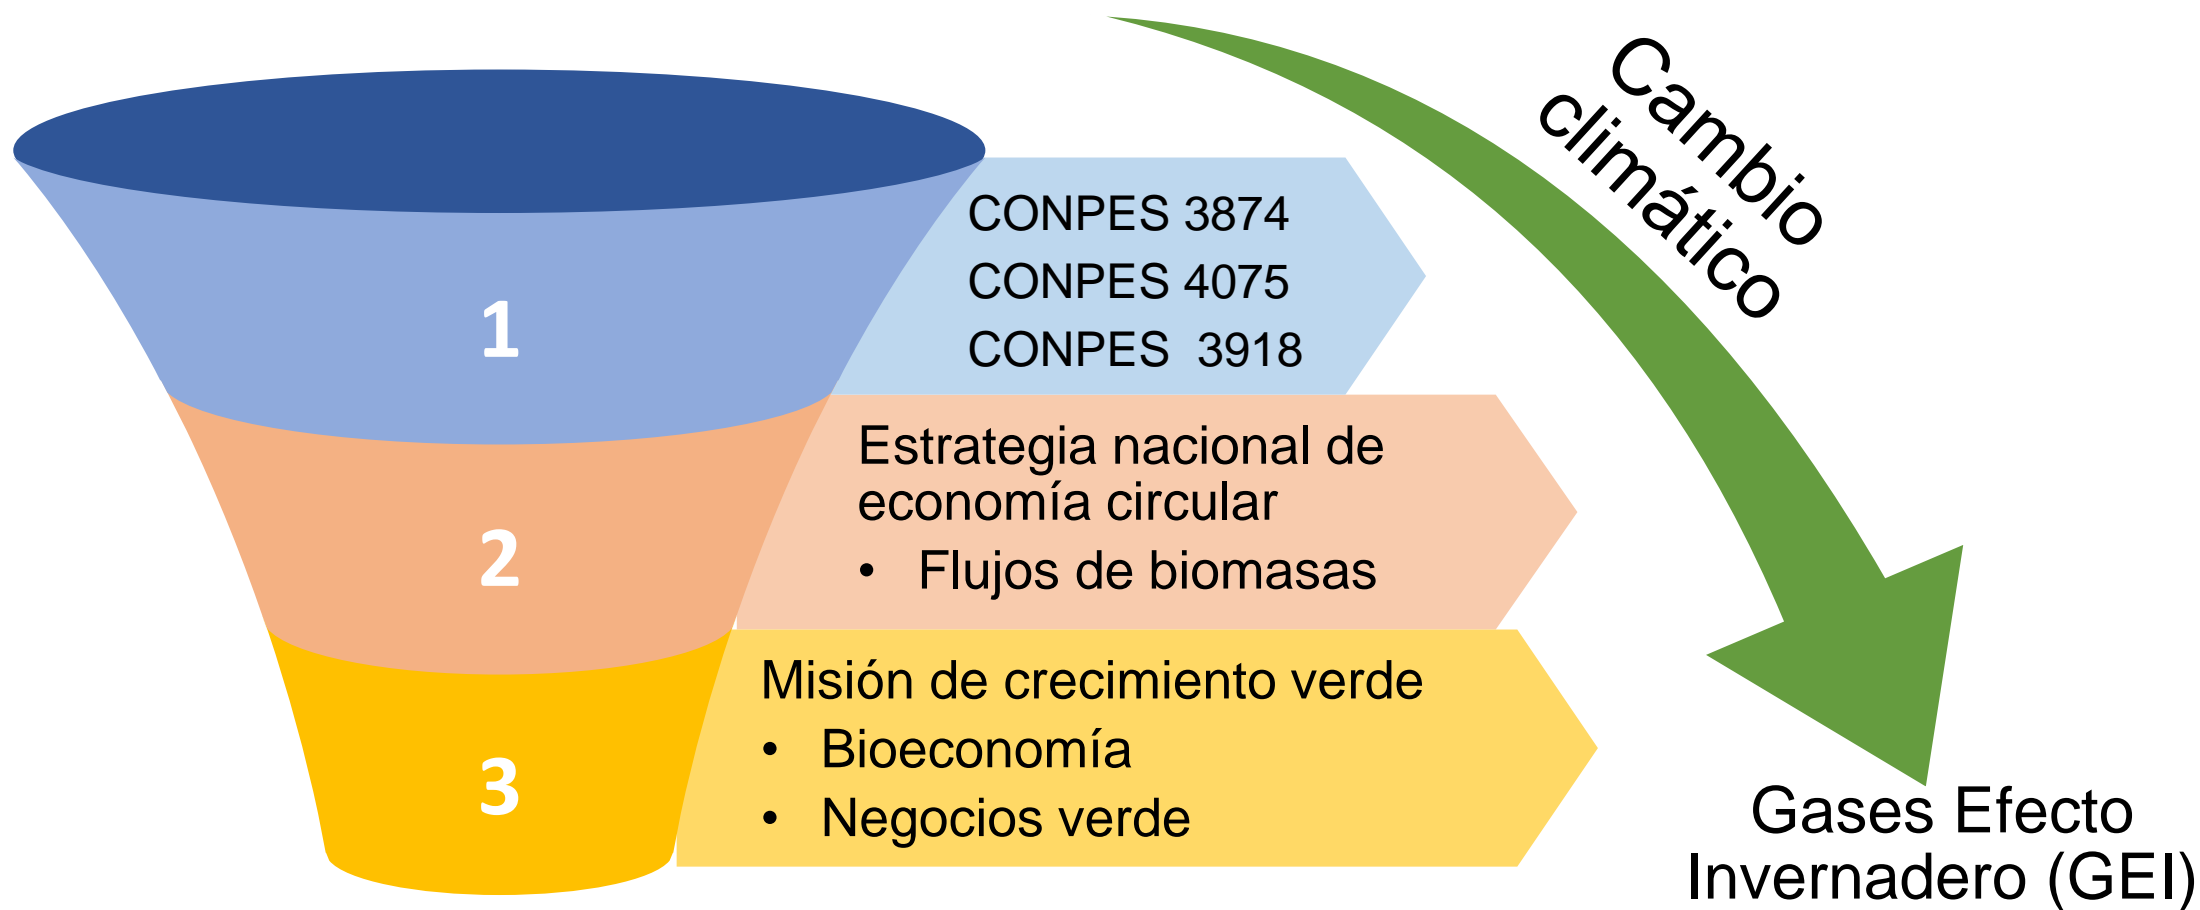 1
CONPES 3874
CONPES 4075
CONPES  3918
2
Estrategia nacional de
economía circular
• Flujos de biomasas
3
Misión de crecimiento verde
• Bioeconomía
• Negocios verde
Cambio
climático
Gases Efecto
Invernadero (GEI)